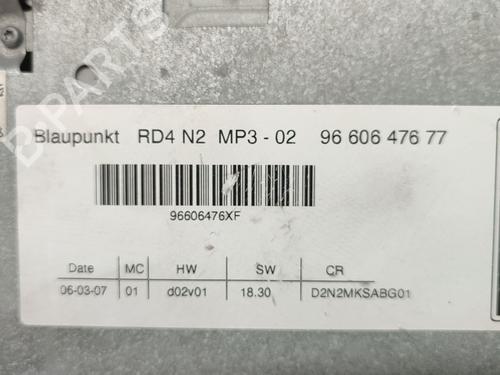 Blaupunkt RD4 N2 MP3 - 02 96 606 476 77
96606476XF
Date MC HW SW CR
06-03-07 01 d02v01 18.30 D2N2MKSABG01
B-PARTS